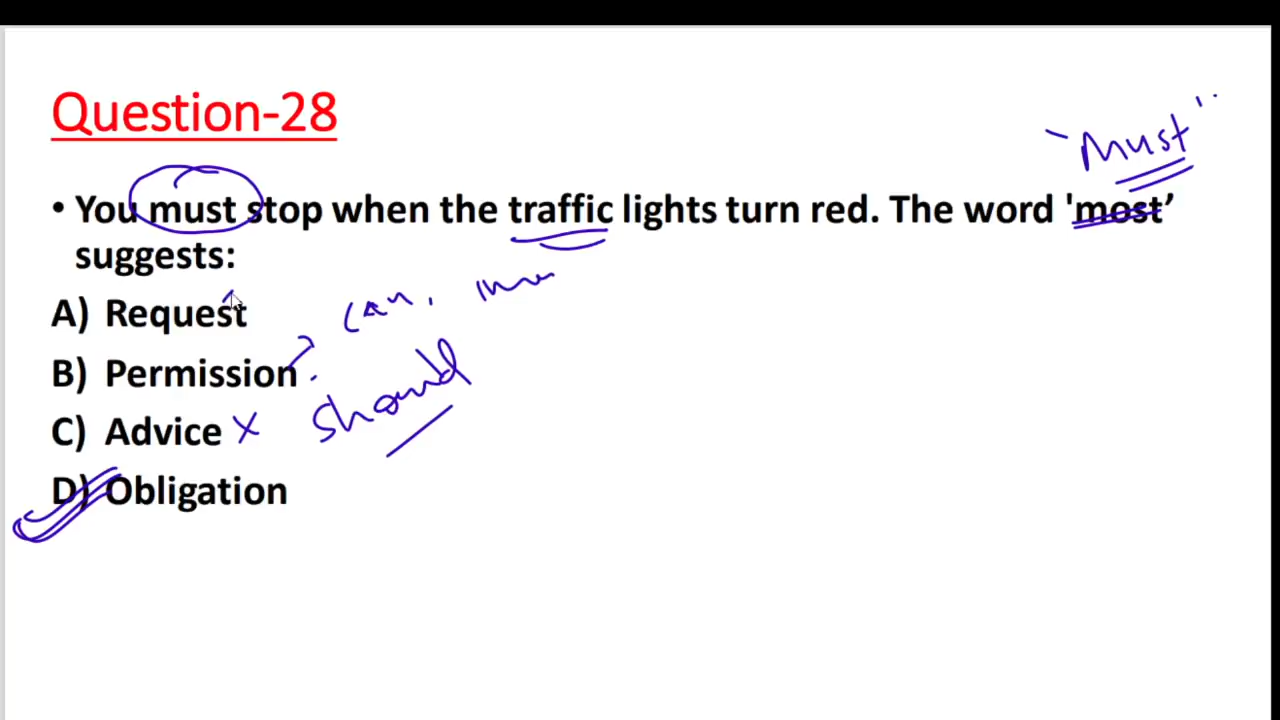 Question-28
"Must"
• You must stop when the traffic lights turn red. The word 'most’
suggests:
A) Request
can,
B) Permission
should
C) Advice
D) Obligation